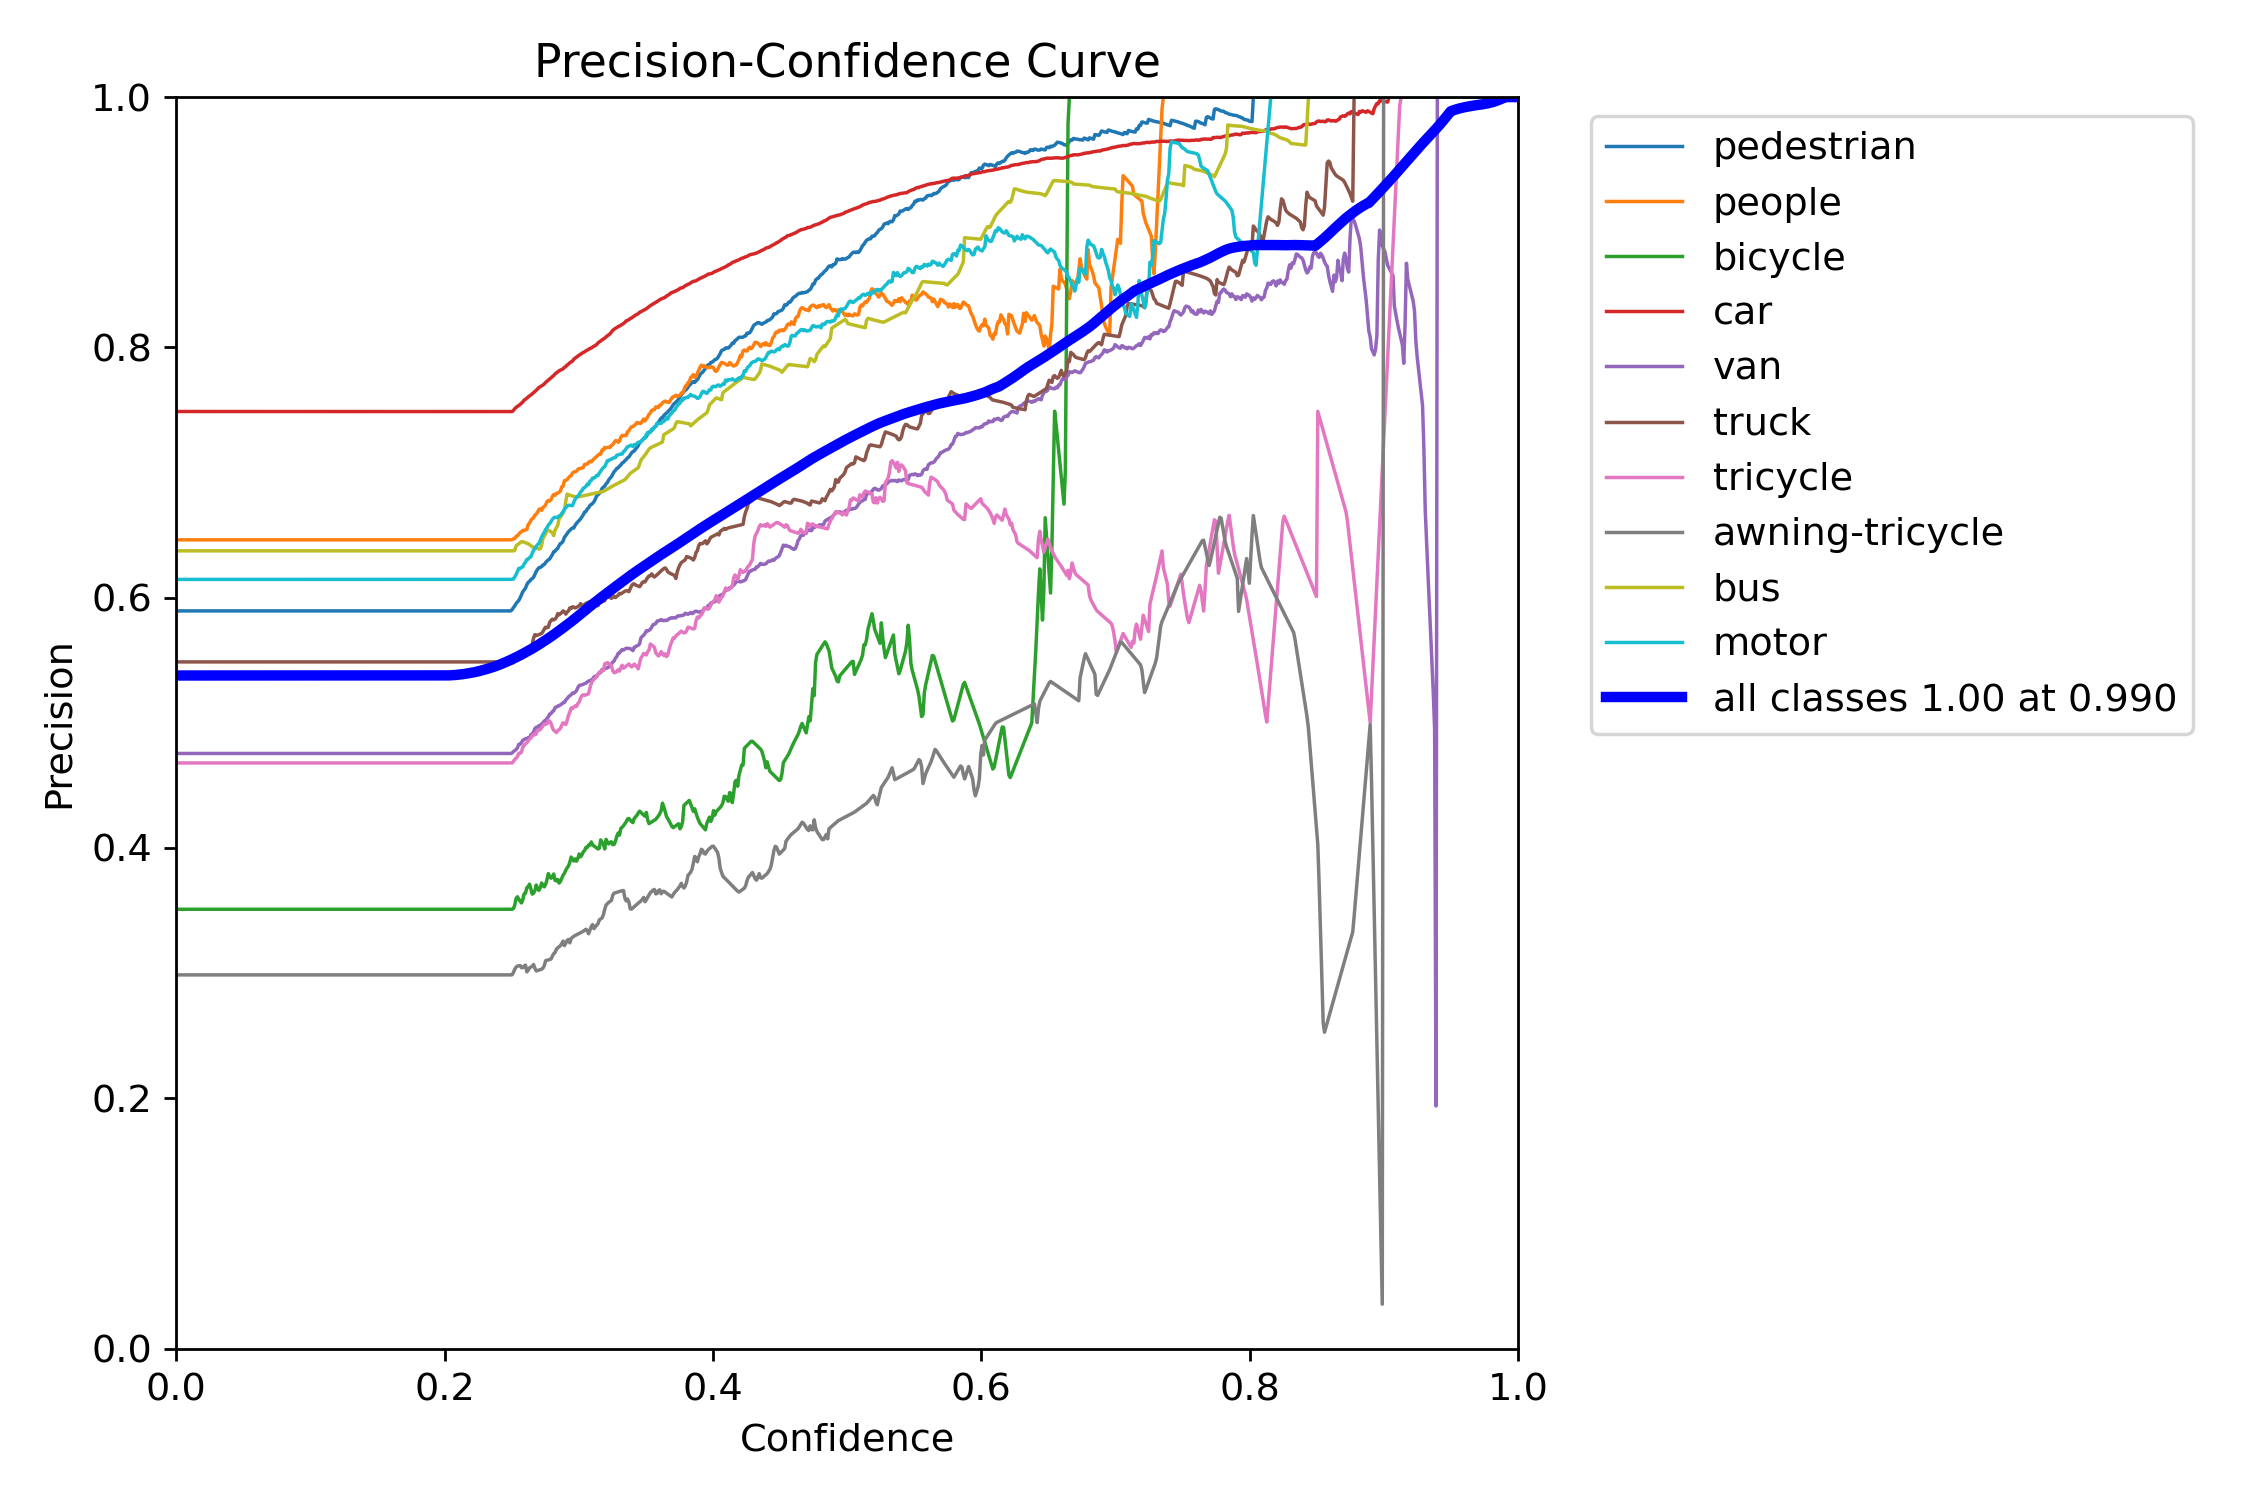 Precision-Confidence Curve
1.0
0.8
0.6
0.4
0.2
0.0
Precision
0.0 0.2 0.4 0.6 0.8 1.0
Confidence
pedestrian
people
bicycle
car
van
truck
tricycle
awning-tricycle
bus
motor
all classes 1.00 at 0.990